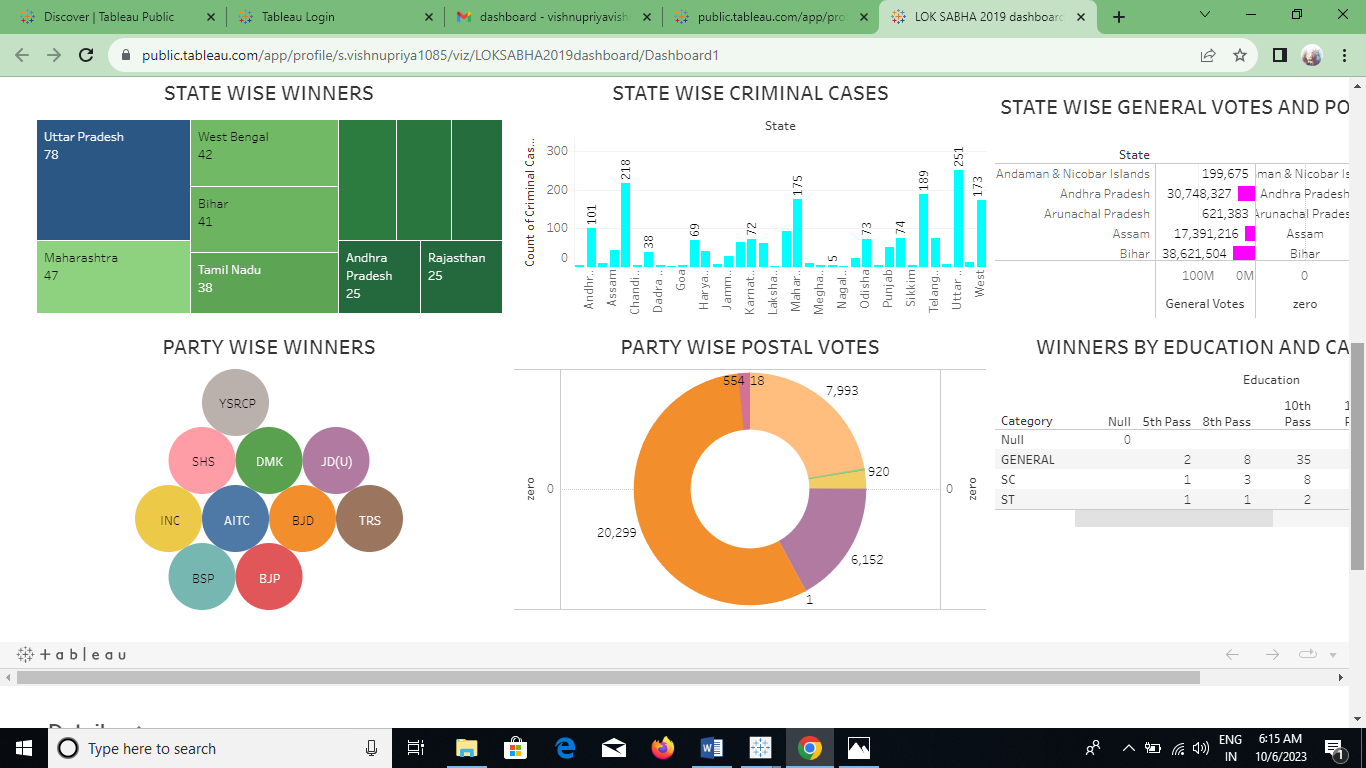 Discover | Tableau Public
Tableau Login
dashboard - vishnupriyavish
public.tableau.com/app/prof
LOK SABHA 2019 dashboard
public.tableau.com/app/profile/s.vishnupriya1085/viz/LOKSABHA2019dashboard/Dashboard1
STATE WISE WINNERS
Uttar Pradesh
78
West Bengal
42
Bihar
41
Maharashtra
47
Tamil Nadu
38
Andhra
Pradesh
25
Rajasthan
25
STATE WISE CRIMINAL CASES
State
Count of Criminal Cas...
300
200
100
0
101
218
38
69
72
175
5
73
74
189
251
173
Andhr..
Assam
Chandi..
Dadra ..
Goa
Harya..
Jamm..
Karnat..
Laksha..
Mahar..
Megha..
Nagal..
Odisha
Punjab
Sikkim
Telang..
Uttar ..
West
STATE WISE GENERAL VOTES AND PO
State
Andaman & Nicobar Islands 199,675 man & Nicobar Is
Andhra Pradesh 30,748,327 Andhra Pradesh
Arunachal Pradesh 621,383 Arunachal Prades
Assam 17,391,216 Assam
Bihar 38,621,504 Bihar
100M 0M 0
General Votes zero
PARTY WISE WINNERS
YSRCP
SHS DMK JD(U)
INC AITC BJD TRS
BSP BJP
PARTY WISE POSTAL VOTES
zero
0
554 18
7,993
920
20,299
6,152
1
0
zero
WINNERS BY EDUCATION AND CA
Education
Category Null 5th Pass 8th Pass 10th Pass
Null 0
GENERAL 2 8 35
SC 1 3 8
ST 1 1 2
+ a b | e a u
Type here to search
ENG
IN
6:15 AM
10/6/2023
1